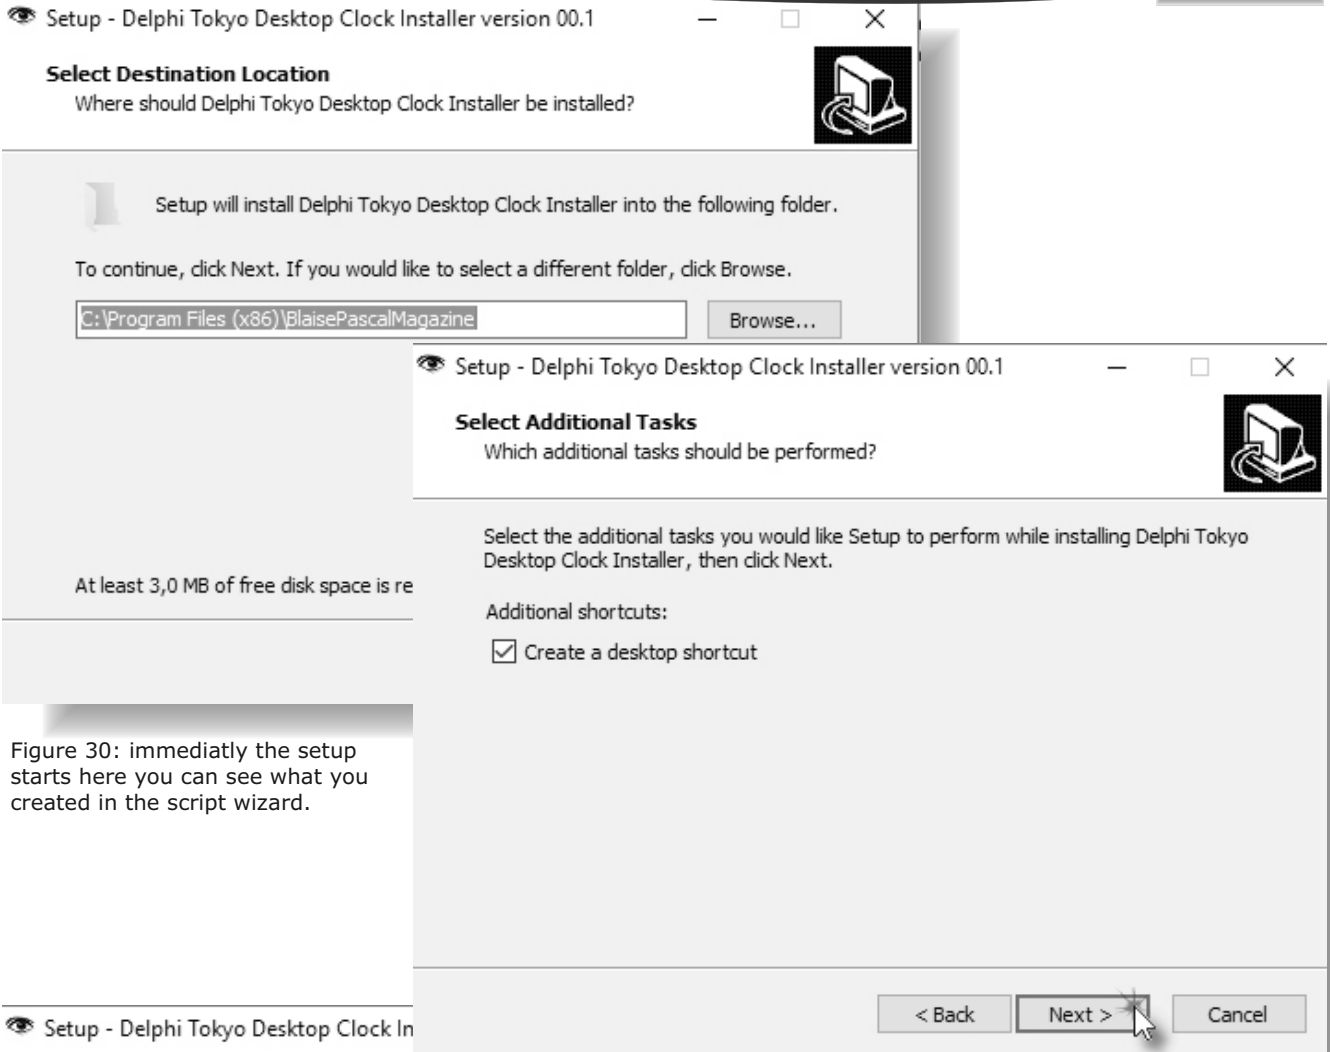 Setup - Delphi Tokyo Desktop Clock Installer version 00.1
Select Destination Location
Where should Delphi Tokyo Desktop Clock Installer be installed?
Setup will install Delphi Tokyo Desktop Clock Installer into the following folder.
To continue, click Next. If you would like to select a different folder, click Browse.
C:\Program Files (x86)\BlaisePascalMagazine
Browse...
At least 3,0 MB of free disk space is re
Setup - Delphi Tokyo Desktop Clock Installer version 00.1
Select Additional Tasks
Which additional tasks should be performed?
Select the additional tasks you would like Setup to perform while installing Delphi Tokyo
Desktop Clock Installer, then click Next.
Additional shortcuts:
Create a desktop shortcut
< Back
Next >
Cancel
Figure 30: immediatly the setup
starts here you can see what you
created in the script wizard.
Setup - Delphi Tokyo Desktop Clock In